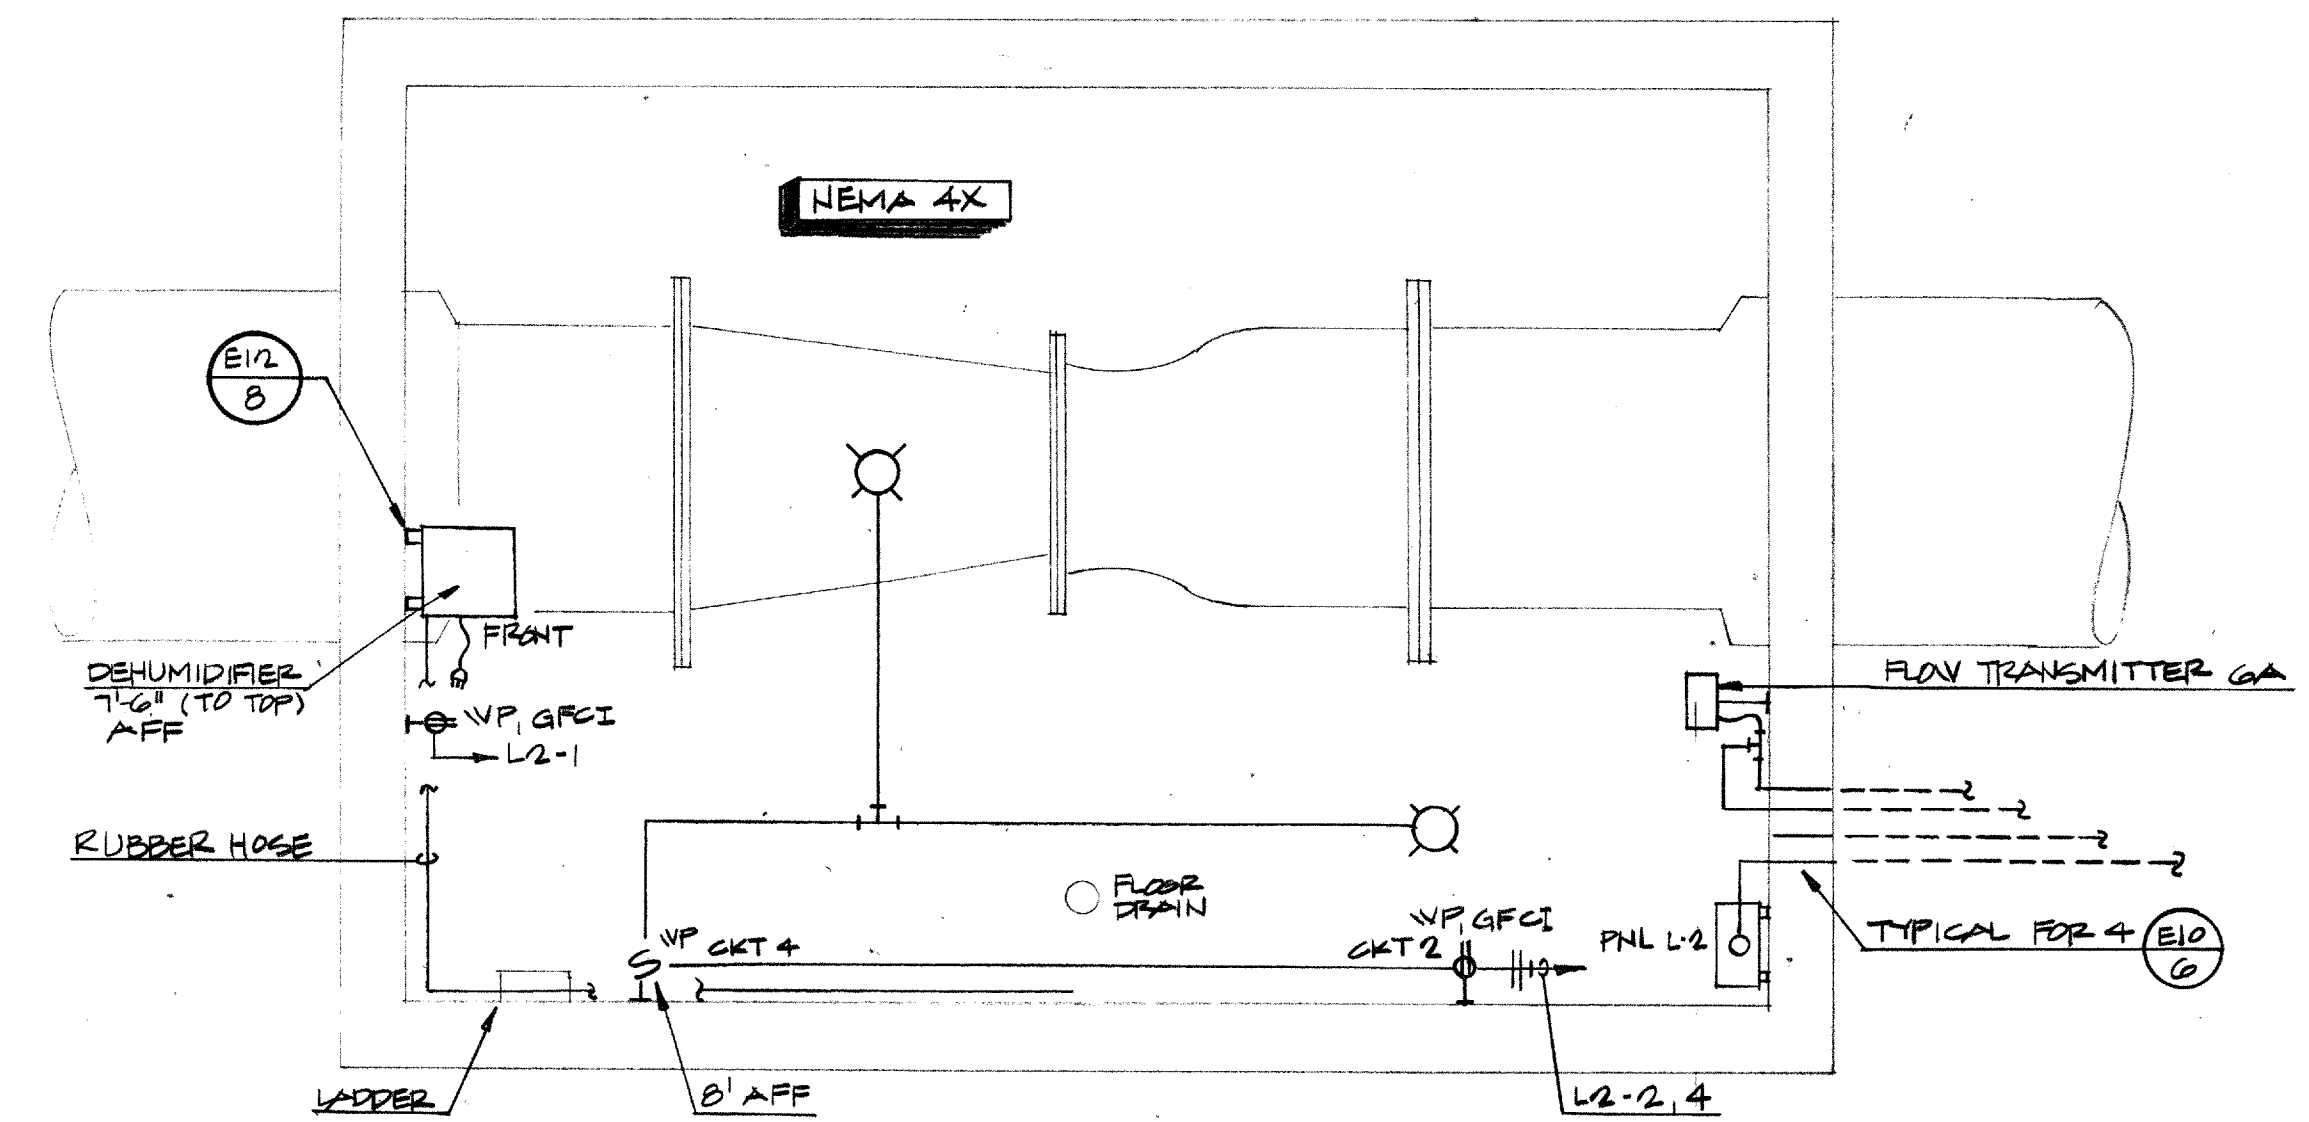 NEMA 4X
E12
8
FRONT
DEHUMIDIFIER
7'-6" (TO TOP)
AFF
WP, GFCI
L2-1
FLOW TRANSMITTER 6A
RUBBER HOSE
FLOOR
DRAIN
S WP CKT 4
WP, GFCI
CKT 2
PNL L-2
TYPICAL FOR 4
E10
6
LADDER
8' AFF
L2-2, 4